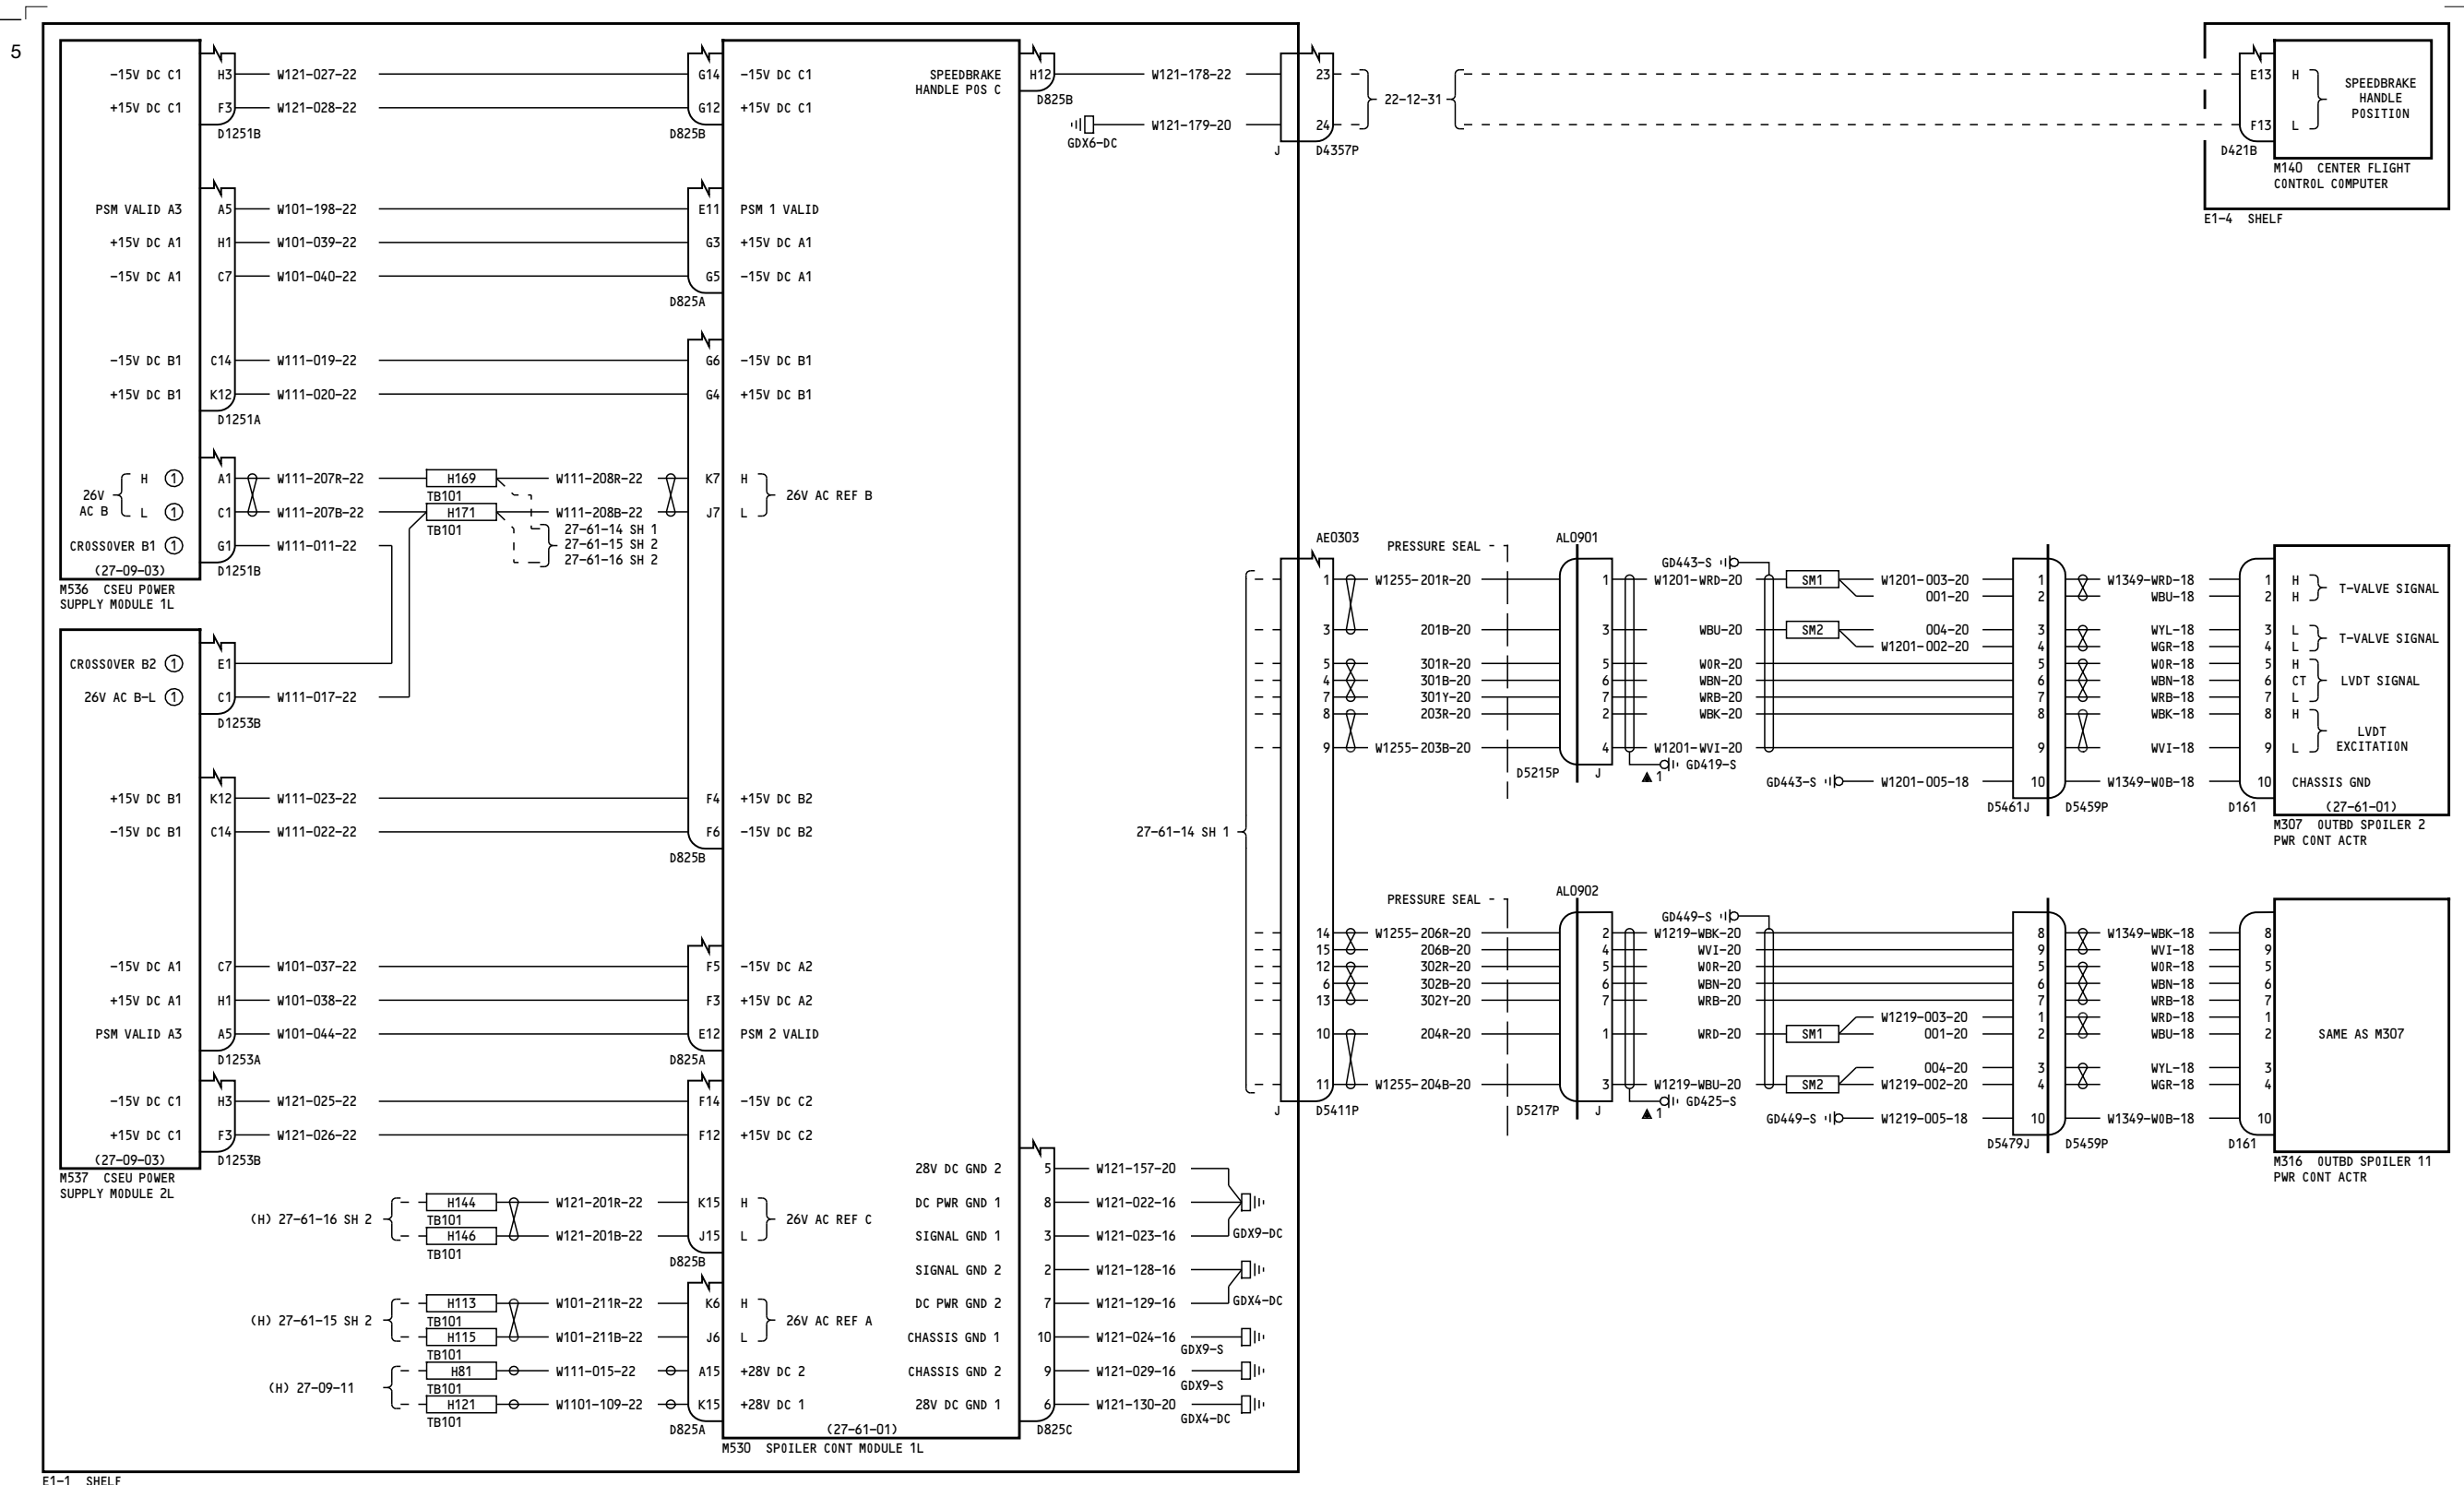 5
-15V DC C1 H3 W121-027-22 G14 -15V DC C1
+15V DC C1 F3 W121-028-22 G12 +15V DC C1
D1251B D825B
PSM VALID A3 A5 W101-198-22 E11 PSM 1 VALID
+15V DC A1 H1 W101-039-22 G3 +15V DC A1
-15V DC A1 C7 W101-040-22 G5 -15V DC A1
D825A
-15V DC B1 C14 W111-019-22 G6 -15V DC B1
+15V DC B1 K12 W111-020-22 G4 +15V DC B1
D1251A
26V AC B
H 1 A1 W111-207R-22 H169 TB101 W111-208R-22 K7 H
L 1 C1 W111-207B-22 H171 TB101 W111-208B-22 J7 L
26V AC REF B
27-61-14 SH 1
27-61-15 SH 2
27-61-16 SH 2
CROSSOVER B1 1 G1 W111-011-22
(27-09-03) D1251B
M536 CSEU POWER
SUPPLY MODULE 1L
CROSSOVER B2 1 E1
26V AC B-L 1 C1 W111-017-22
D1253B
+15V DC B1 K12 W111-023-22 F4 +15V DC B2
-15V DC B1 C14 W111-022-22 F6 -15V DC B2
D825B
-15V DC A1 C7 W101-037-22 F5 -15V DC A2
+15V DC A1 H1 W101-038-22 F3 +15V DC A2
PSM VALID A3 A5 W101-044-22 E12 PSM 2 VALID
D1253A D825A
-15V DC C1 H3 W121-025-22 F14 -15V DC C2
+15V DC C1 F3 W121-026-22 F12 +15V DC C2
(27-09-03) D1253B
M537 CSEU POWER
SUPPLY MODULE 2L
(H) 27-61-16 SH 2
H144 TB101 W121-201R-22 K15 H
H146 TB101 W121-201B-22 J15 L
26V AC REF C
D825B
(H) 27-61-15 SH 2
H113 TB101 W101-211R-22 K6 H
H115 TB101 W101-211B-22 J6 L
26V AC REF A
(H) 27-09-11
H81 TB101 W111-015-22 A15 +28V DC 2
H121 TB101 W1101-109-22 K15 +28V DC 1
D825A
(27-61-01)
M530 SPOILER CONT MODULE 1L
E1-1 SHELF
SPEEDBRAKE
HANDLE POS C
H12 W121-178-22 23
D825B
GDX6-DC W121-179-20 24
J D4357P
22-12-31
E13 H
F13 L
SPEEDBRAKE
HANDLE
POSITION
D421B
M140 CENTER FLIGHT
CONTROL COMPUTER
E1-4 SHELF
28V DC GND 2 5 W121-157-20
DC PWR GND 1 8 W121-022-16
SIGNAL GND 1 3 W121-023-16 GDX9-DC
SIGNAL GND 2 2 W121-128-16
DC PWR GND 2 7 W121-129-16 GDX4-DC
CHASSIS GND 1 10 W121-024-16 GDX9-S
CHASSIS GND 2 9 W121-029-16 GDX9-S
28V DC GND 1 6 W121-130-20 GDX4-DC
D825C
27-61-14 SH 1
AE0303 PRESSURE SEAL AL0901
GD443-S
1 W1255-201R-20 1 W1201-WRD-20 SM1 W1201-003-20 1 W1349-WRD-18 1 H
001-20 2 WBU-18 2 H
T-VALVE SIGNAL
3 201B-20 3 WBU-20 SM2 004-20 3 WYL-18 3 L
W1201-002-20 4 WGR-18 4 L
T-VALVE SIGNAL
5 301R-20 5 WOR-20 5 WOR-18 5 H
4 301B-20 6 WBN-20 6 WBN-18 6 CT
7 301Y-20 7 WRB-20 7 WRB-18 7 L
LVDT SIGNAL
8 203R-20 2 WBK-20 8 WBK-18 8 H
9 W1255-203B-20 4 W1201-WVI-20 9 WVI-18 9 L
LVDT
EXCITATION
D5215P J 1 GD419-S
GD443-S W1201-005-18 10 W1349-WOB-18 10 CHASSIS GND
D5461J D5459P D161 (27-61-01)
M307 OUTBD SPOILER 2
PWR CONT ACTR
PRESSURE SEAL AL0902
GD449-S
14 W1255-206R-20 2 W1219-WBK-20 8 W1349-WBK-18 8
15 206B-20 4 WVI-20 9 WVI-18 9
12 302R-20 5 WOR-20 5 WOR-18 5
6 302B-20 6 WBN-20 6 WBN-18 6
13 302Y-20 7 WRB-20 7 WRB-18 7
W1219-003-20 1 WRD-18 1
10 204R-20 1 WRD-20 SM1 001-20 2 WBU-18 2
SAME AS M307
004-20 3 WYL-18 3
11 W1255-204B-20 3 W1219-WBU-20 SM2 W1219-002-20 4 WGR-18 4
J D5411P D5217P J 1 GD425-S
GD449-S W1219-005-18 10 W1349-WOB-18 10
D5479J D5459P D161
M316 OUTBD SPOILER 11
PWR CONT ACTR